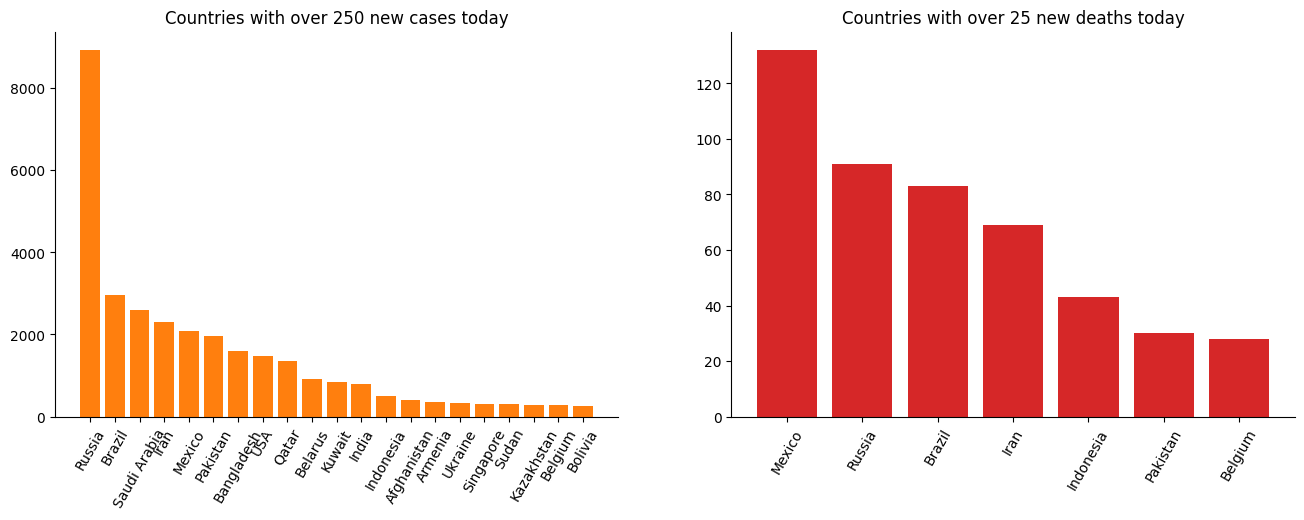 Countries with over 250 new cases today
8000
6000
4000
2000
0
Russia
Brazil
Saudi Arabia
Iran
Mexico
Pakistan
Bangladesh
USA
Qatar
Belarus
Kuwait
India
Indonesia
Afghanistan
Armenia
Ukraine
Singapore
Sudan
Kazakhstan
Belgium
Bolivia
Countries with over 25 new deaths today
120
100
80
60
40
20
0
Mexico
Russia
Brazil
Iran
Indonesia
Pakistan
Belgium